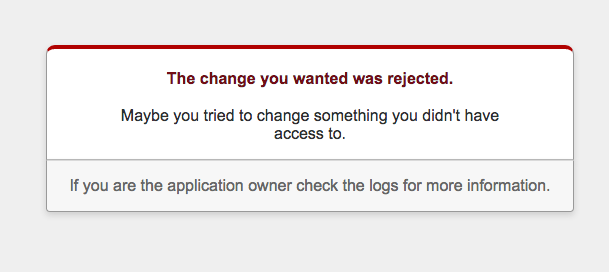 The change you wanted was rejected.
Maybe you tried to change something you didn't have
access to.
If you are the application owner check the logs for more information.